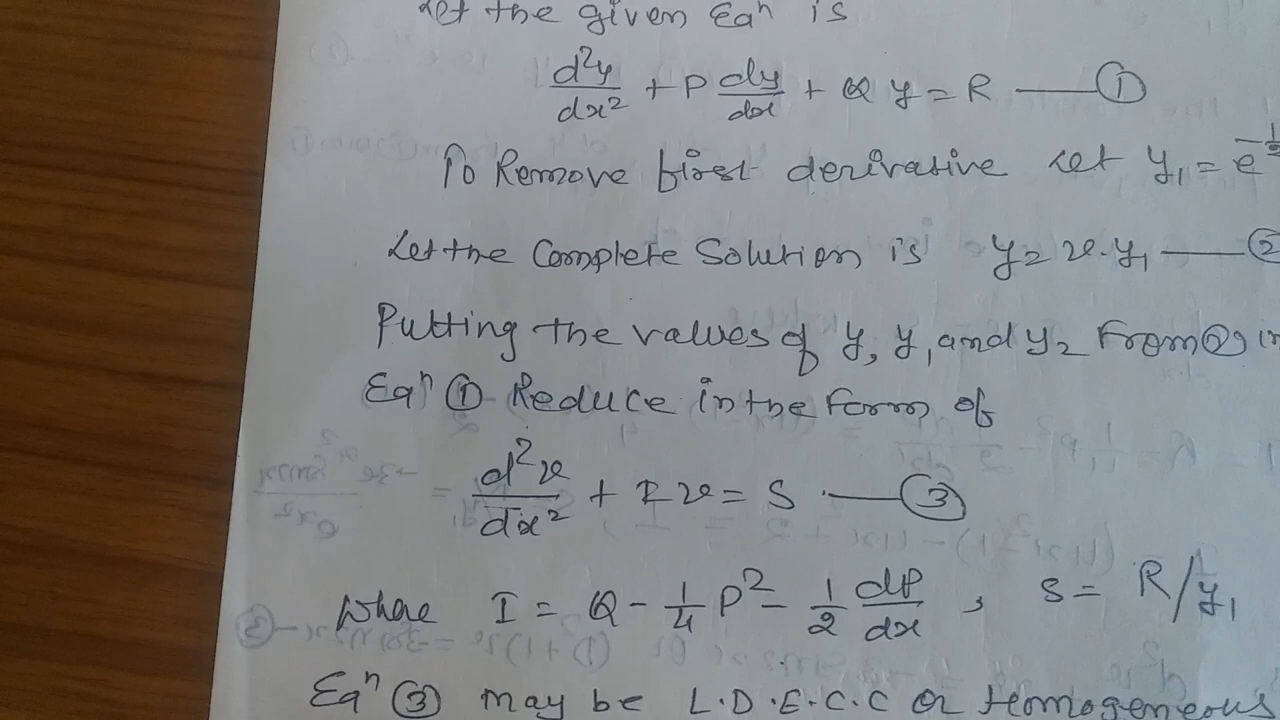 Let the given Eqⁿ is
d²y/dx² + P dy/dx + Q y = R —— ①
To Remove first derivative Let y₁ = e^-1/2
Let the Complete Solution is y = v.y₁ —— ②
Putting the values of y, y₁ and y₂ From ② in
Eqⁿ ① Reduce in the form of
d²v/dx² + I v = S —— ③
Where I = Q - 1/4 P² - 1/2 dP/dx , S = R/y₁
Eqⁿ ③ may be L.D.E.C.C or Homogeneous